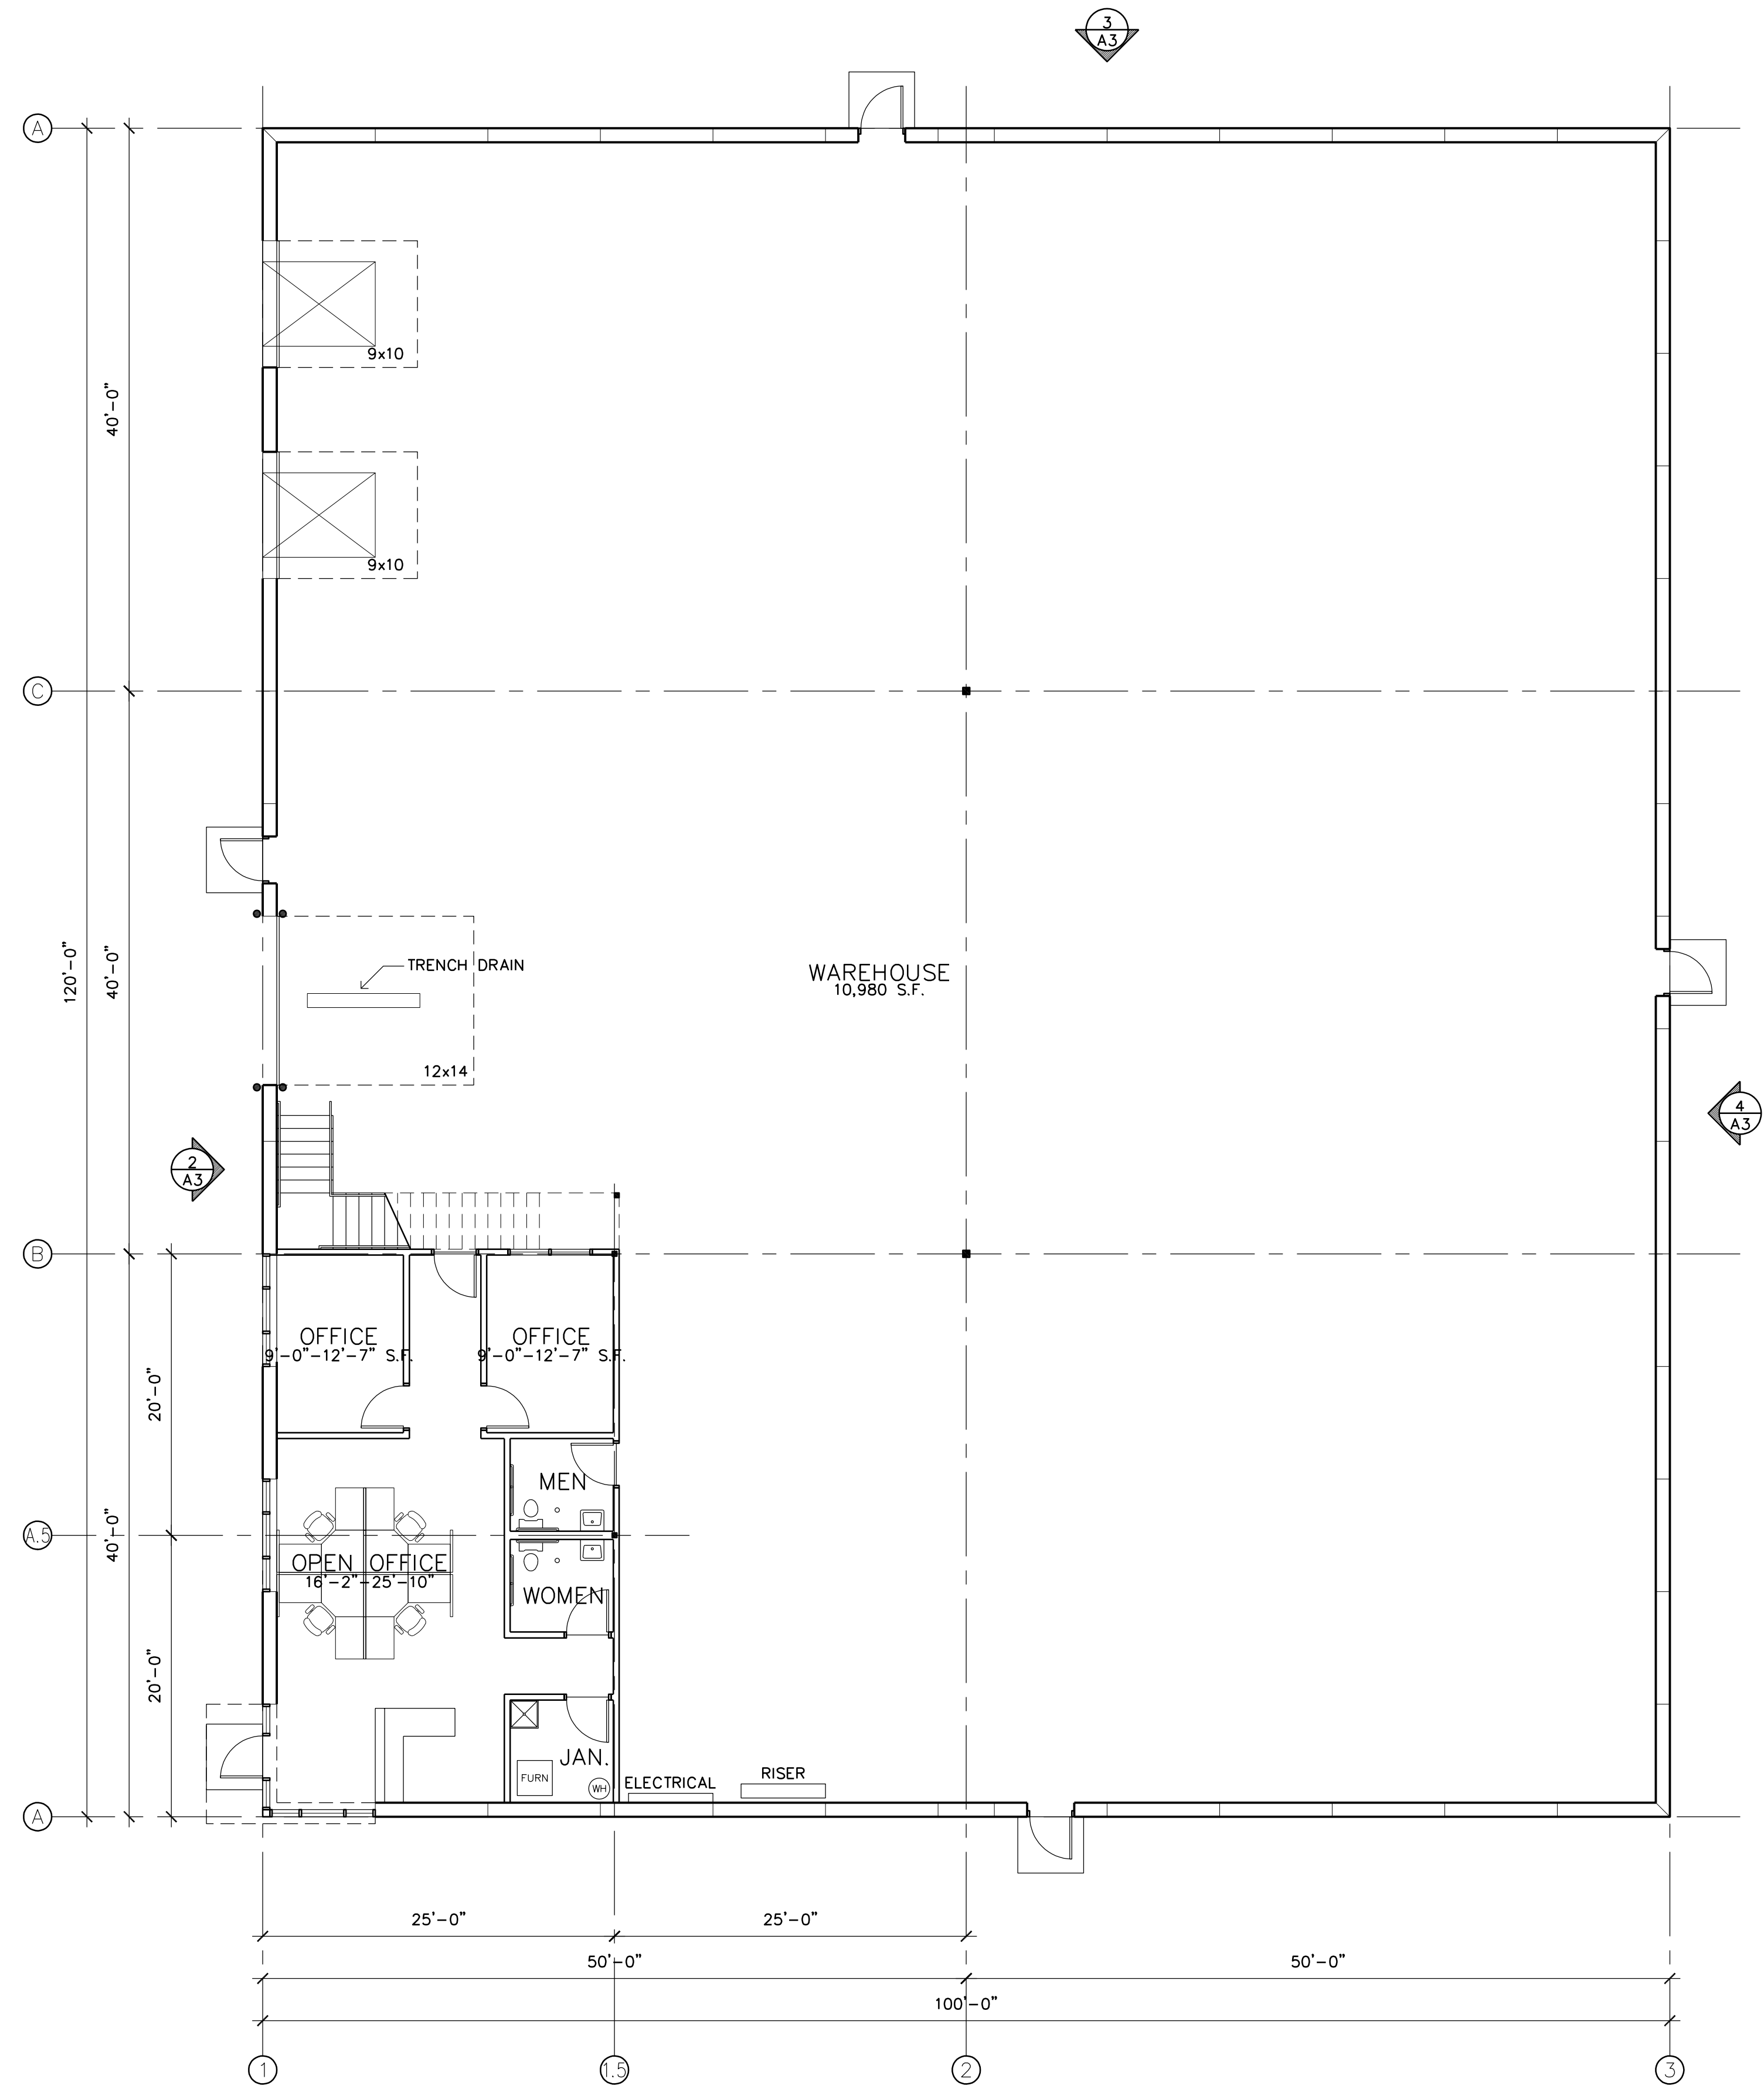 3
A3
A
9x10
40'-0"
9x10
C
120'-0"
40'-0"
TRENCH DRAIN
WAREHOUSE
10,980 S.F.
12x14
4
A3
2
A3
B
OFFICE
9'-0"-12'-7" S.F.
OFFICE
9'-0"-12'-7" S.F.
20'-0"
MEN
40'-0"
A.5
OPEN OFFICE
16'-2"-25'-10"
WOMEN
20'-0"
JAN.
FURN
WH
ELECTRICAL
RISER
A
25'-0"
25'-0"
50'-0"
50'-0"
100'-0"
1
1.5
2
3